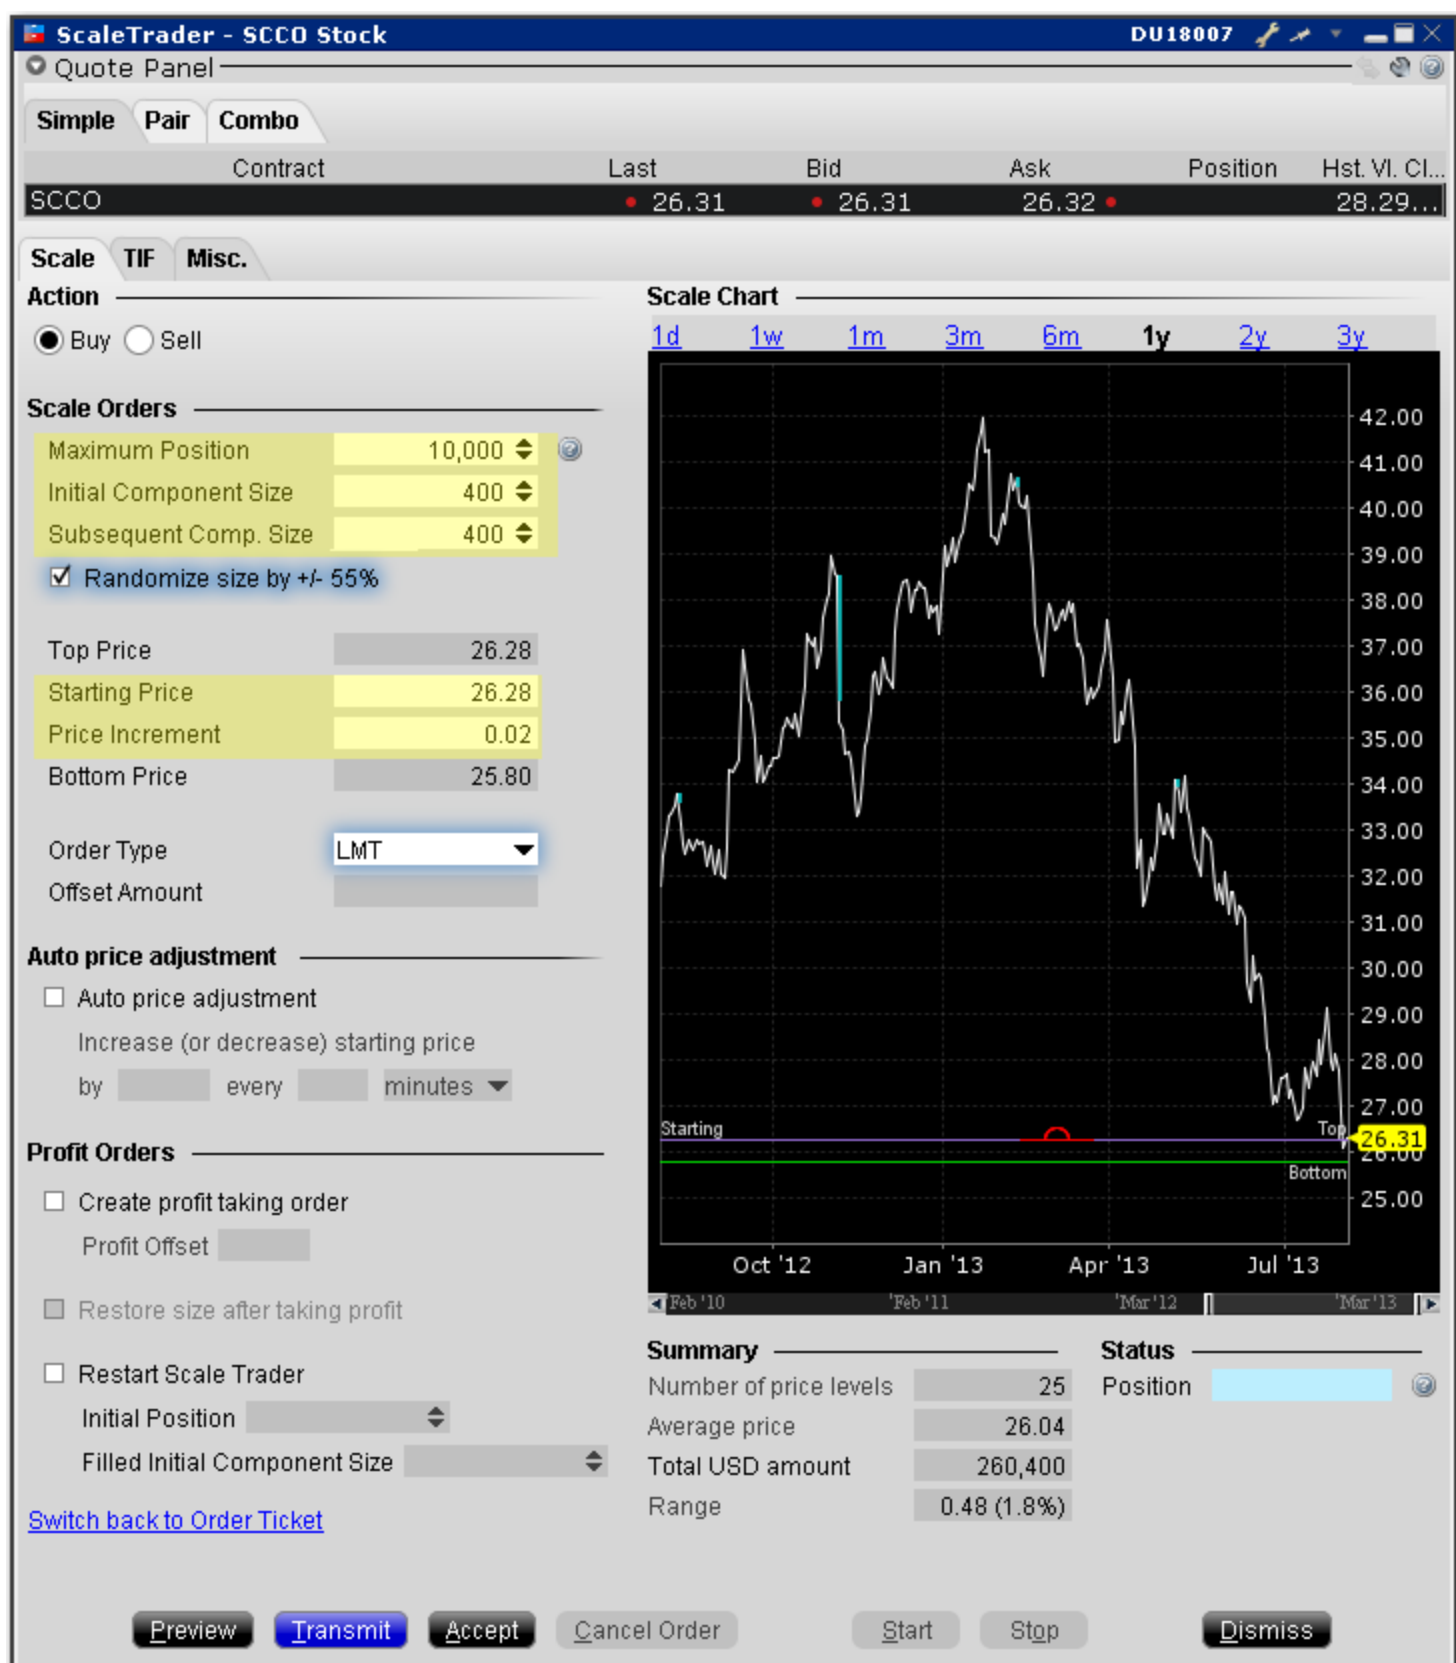 ScaleTrader - SCCO Stock DU18007
Quote Panel
Simple Pair Combo
Contract Last Bid Ask Position Hst. Vl. Cl...
SCCO 26.31 26.31 26.32 28.29...
Scale TIF Misc.
Action
Buy Sell
Scale Orders
Maximum Position 10,000
Initial Component Size 400
Subsequent Comp. Size 400
Randomize size by +/- 55%
Top Price 26.28
Starting Price 26.28
Price Increment 0.02
Bottom Price 25.80
Order Type LMT
Offset Amount
Auto price adjustment
Auto price adjustment
Increase (or decrease) starting price
by every minutes
Profit Orders
Create profit taking order
Profit Offset
Restore size after taking profit
Restart Scale Trader
Initial Position
Filled Initial Component Size
Switch back to Order Ticket
Scale Chart
1d 1w 1m 3m 6m 1y 2y 3y
42.00
41.00
40.00
39.00
38.00
37.00
36.00
35.00
34.00
33.00
32.00
31.00
30.00
29.00
28.00
27.00
Starting Top 26.31
26.00
Bottom
25.00
Oct '12 Jan '13 Apr '13 Jul '13
Feb '10 'Feb '11 'Mar '12 'Mar '13
Summary
Number of price levels 25
Average price 26.04
Total USD amount 260,400
Range 0.48 (1.8%)
Status
Position
Preview Transmit Accept Cancel Order Start Stop Dismiss